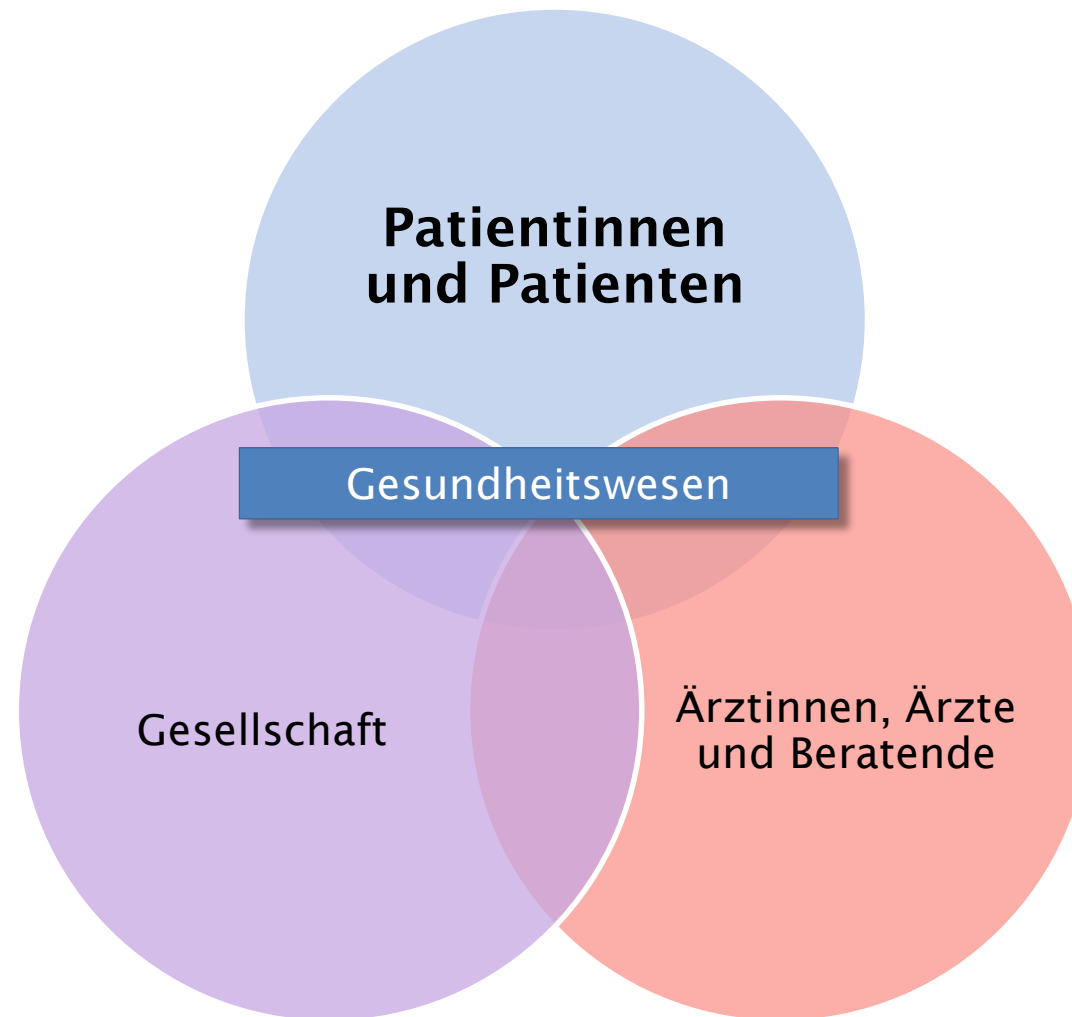 Patientinnen
und Patienten
Gesundheitswesen
Gesellschaft
Ärztinnen, Ärzte
und Beratende